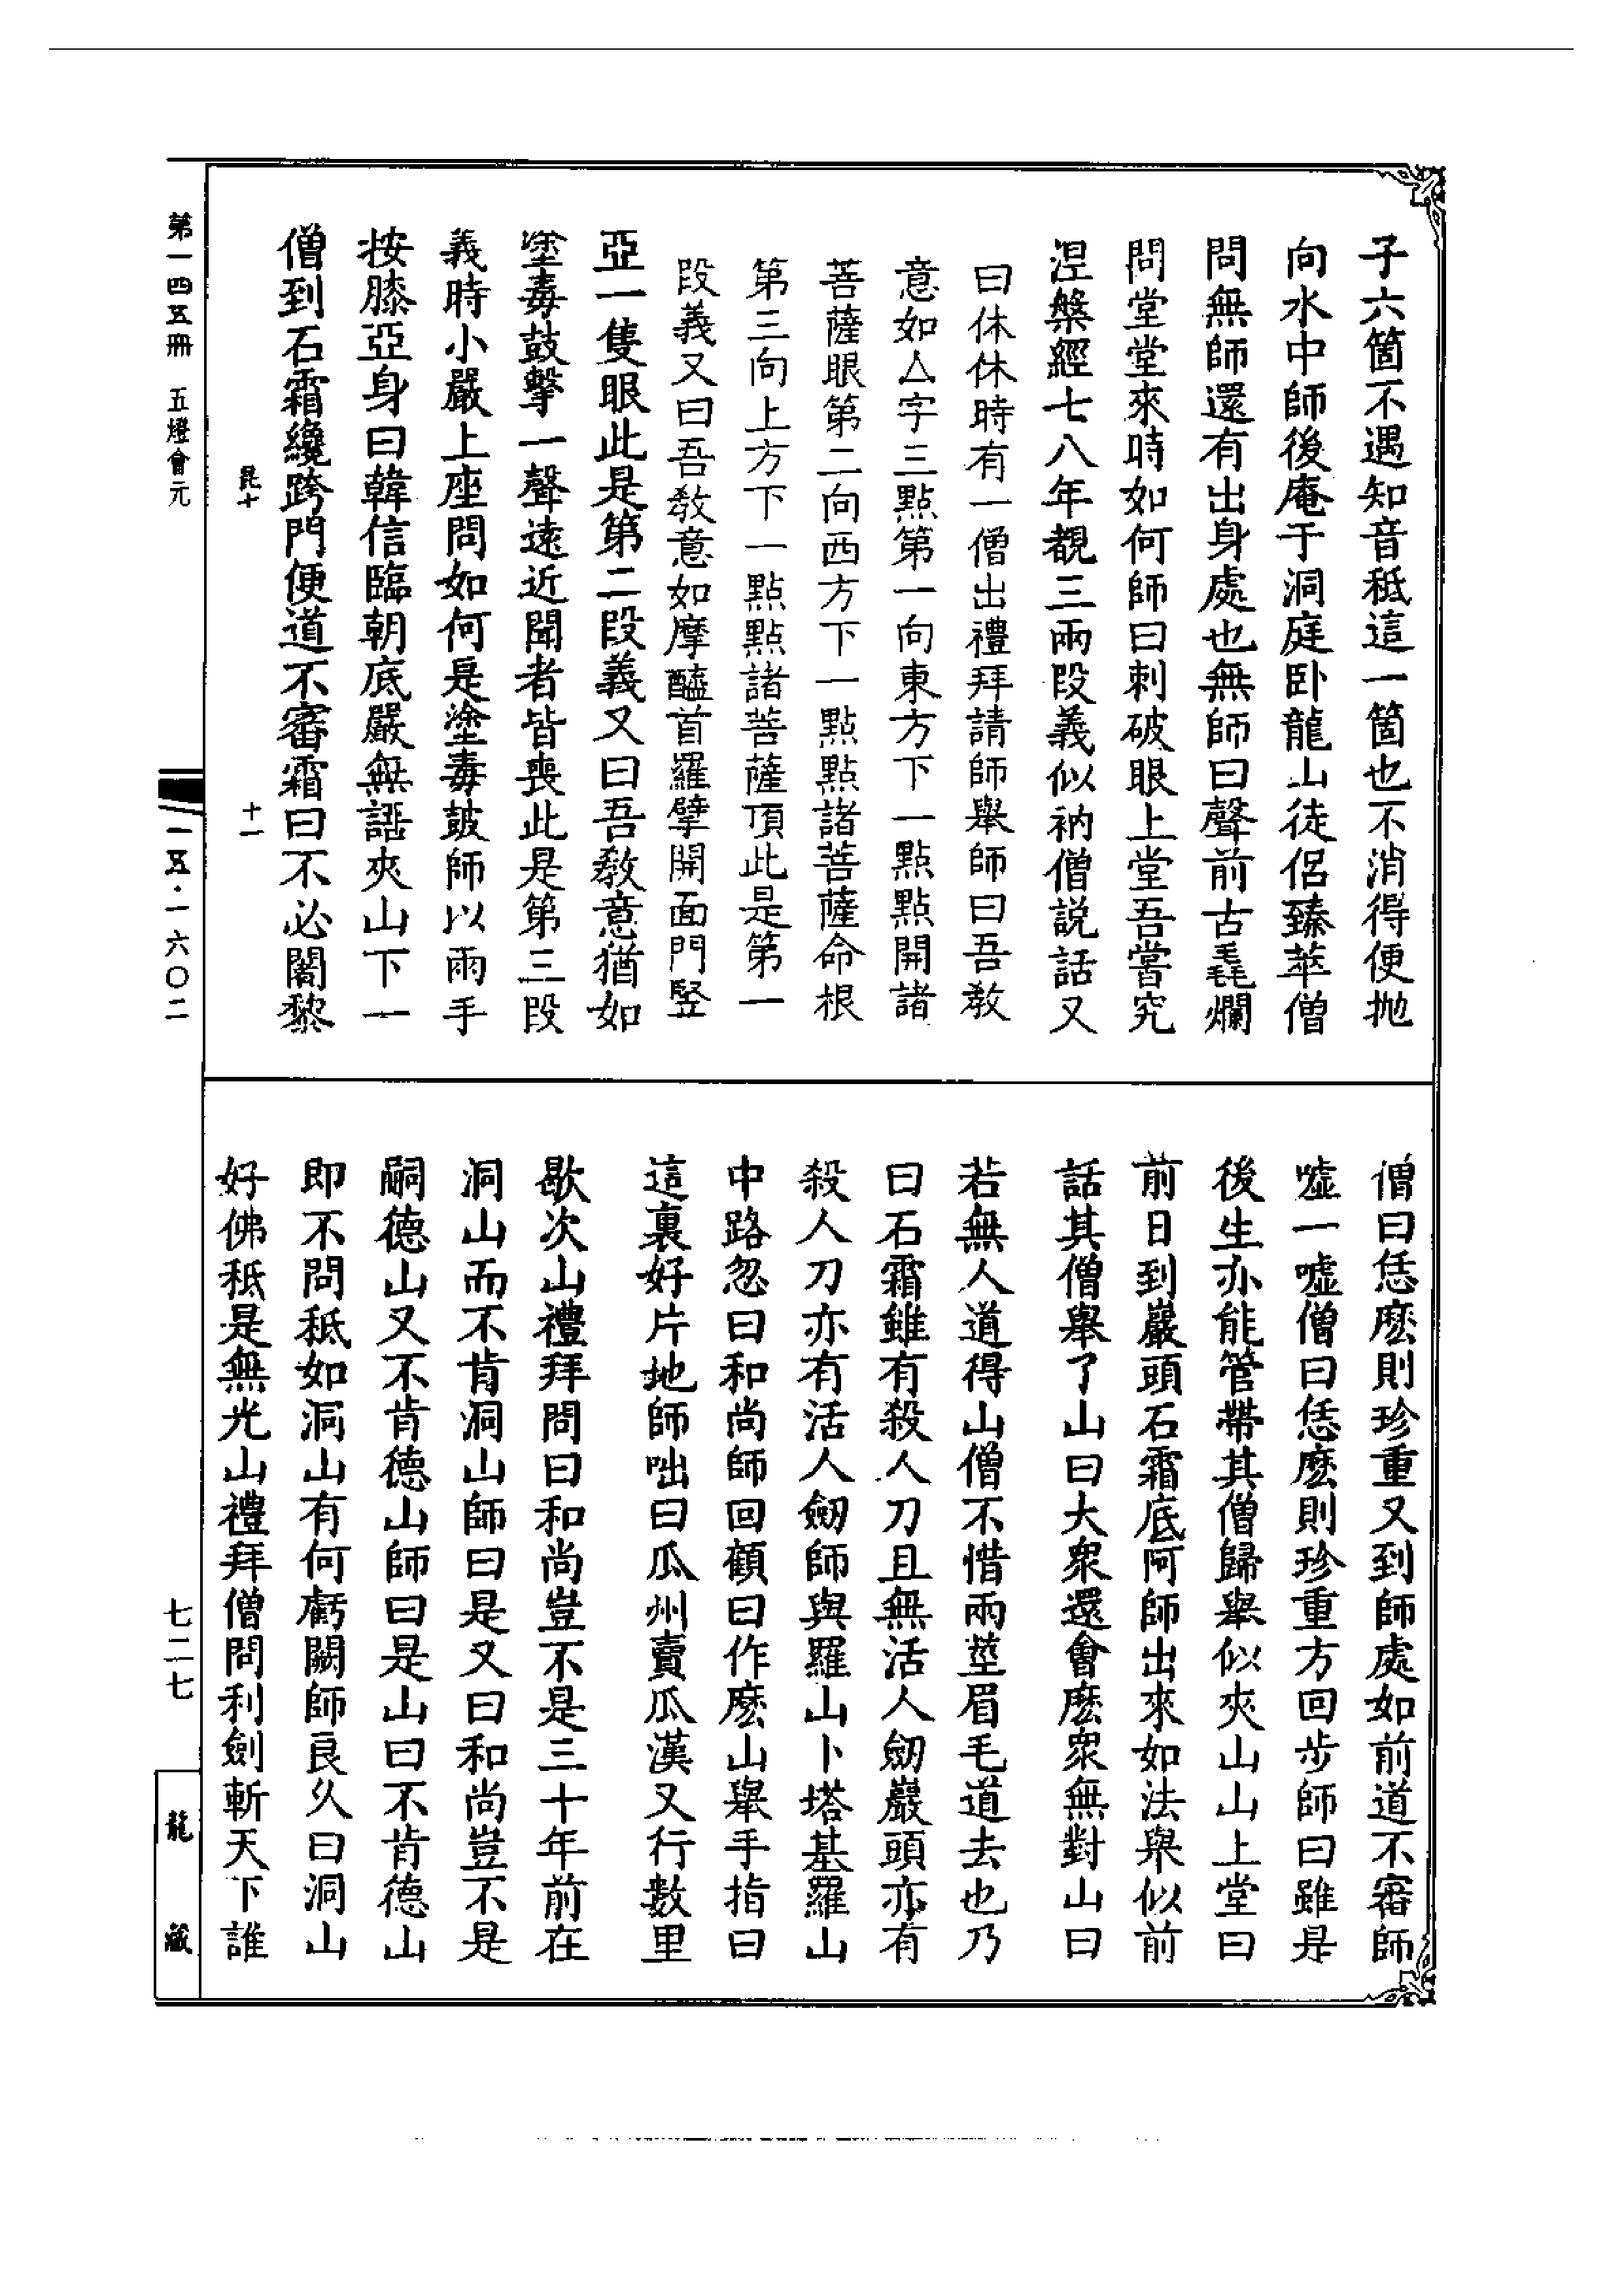 子六箇不遇知音秖這一箇也不消得便抛
向水中師後庵于洞庭卧龍山徒侶臻萃僧
問無師還有出身處也無師曰聲前古毳爛
問堂堂來時如何師曰刺破眼上堂吾嘗究
涅槃經七八年覩三兩段義似衲僧説話又
曰休休時有一僧出禮拜請師舉師曰吾敎
意如△字三點第一向東方下一點點開諸
菩薩眼第二向西方下一點點諸菩薩命根
第三向上方下一點點諸菩薩頂此是第一
段義又曰吾敎意如摩醯首羅擘開面門竪
亞一隻眼此是第二段義又曰吾敎意猶如
塗毒鼓擊一聲遠近聞者皆喪此是第三段
義時小嚴上座問如何是塗毒皷師以兩手
按膝亞身曰韓信臨朝底嚴無語夾山下一
僧到石霜纔跨門便道不審霜曰不必闍黎
僧曰恁麽則珍重又到師處如前道不審師
噓一噓僧曰恁麽則珍重方回步師曰雖是
後生亦能管帶其僧歸舉似夾山山上堂曰
前日到巖頭石霜底阿師出來如法舉似前
話其僧舉了山曰大衆還會麽衆無對山曰
若無人道得山僧不惜兩莖眉毛道去也乃
曰石霜雖有殺人刀且無活人劒巖頭亦有
殺人刀亦有活人劒師與羅山卜塔基羅山
中路忽曰和尚師回顧曰作麽山舉手指曰
這裏好片地師咄曰瓜州賣瓜漢又行數里
歇次山禮拜問曰和尚豈不是三十年前在
洞山而不肯洞山師曰是又曰和尚豈不是
嗣德山又不肯德山師曰是山曰不肯德山
即不問秖如洞山有何虧闕師良久曰洞山
好佛秖是無光山禮拜僧問利劍斬天下誰
昆十
十一
第一四五冊 五燈會元
一五·一六〇二
七二七
龍藏